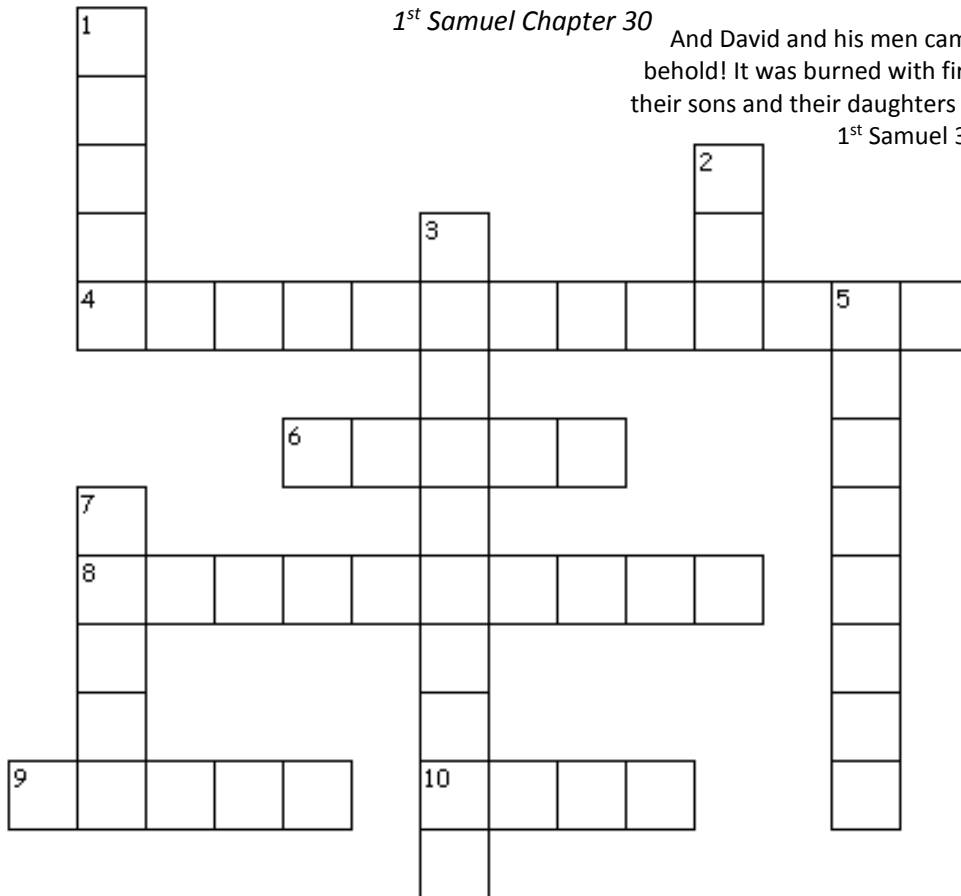 1st Samuel Chapter 30
And David and his men cam
behold! It was burned with fir
their sons and their daughters
1st Samuel 3
1
2
3
4
5
6
7
8
9
10